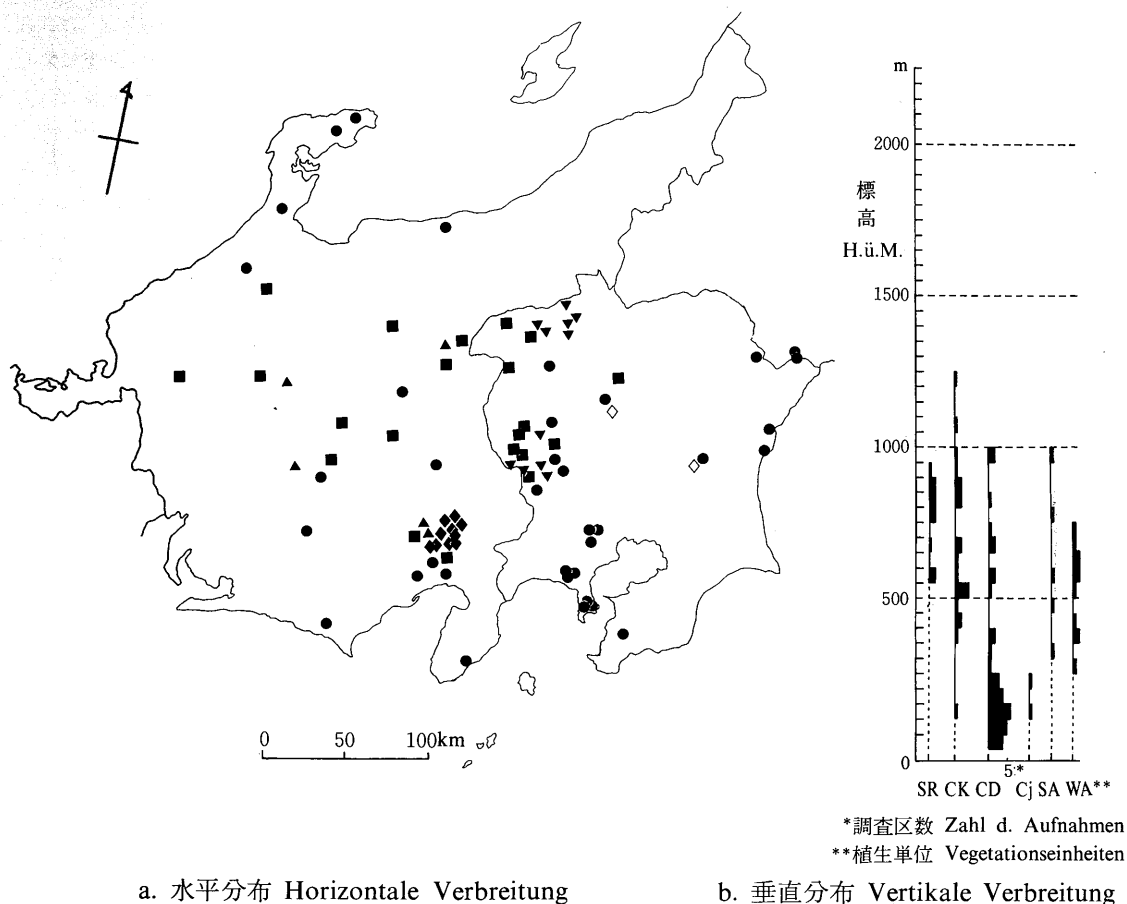 m
2000
標
高
H.ü.M.
1500
1000
500
0
0 50 100km
5:*
SR CK CD Cj SA WA**
*調査区数 Zahl d. Aufnahmen
**植生単位 Vegetationseinheiten
a. 水平分布 Horizontale Verbreitung
b. 垂直分布 Vertikale Verbreitung